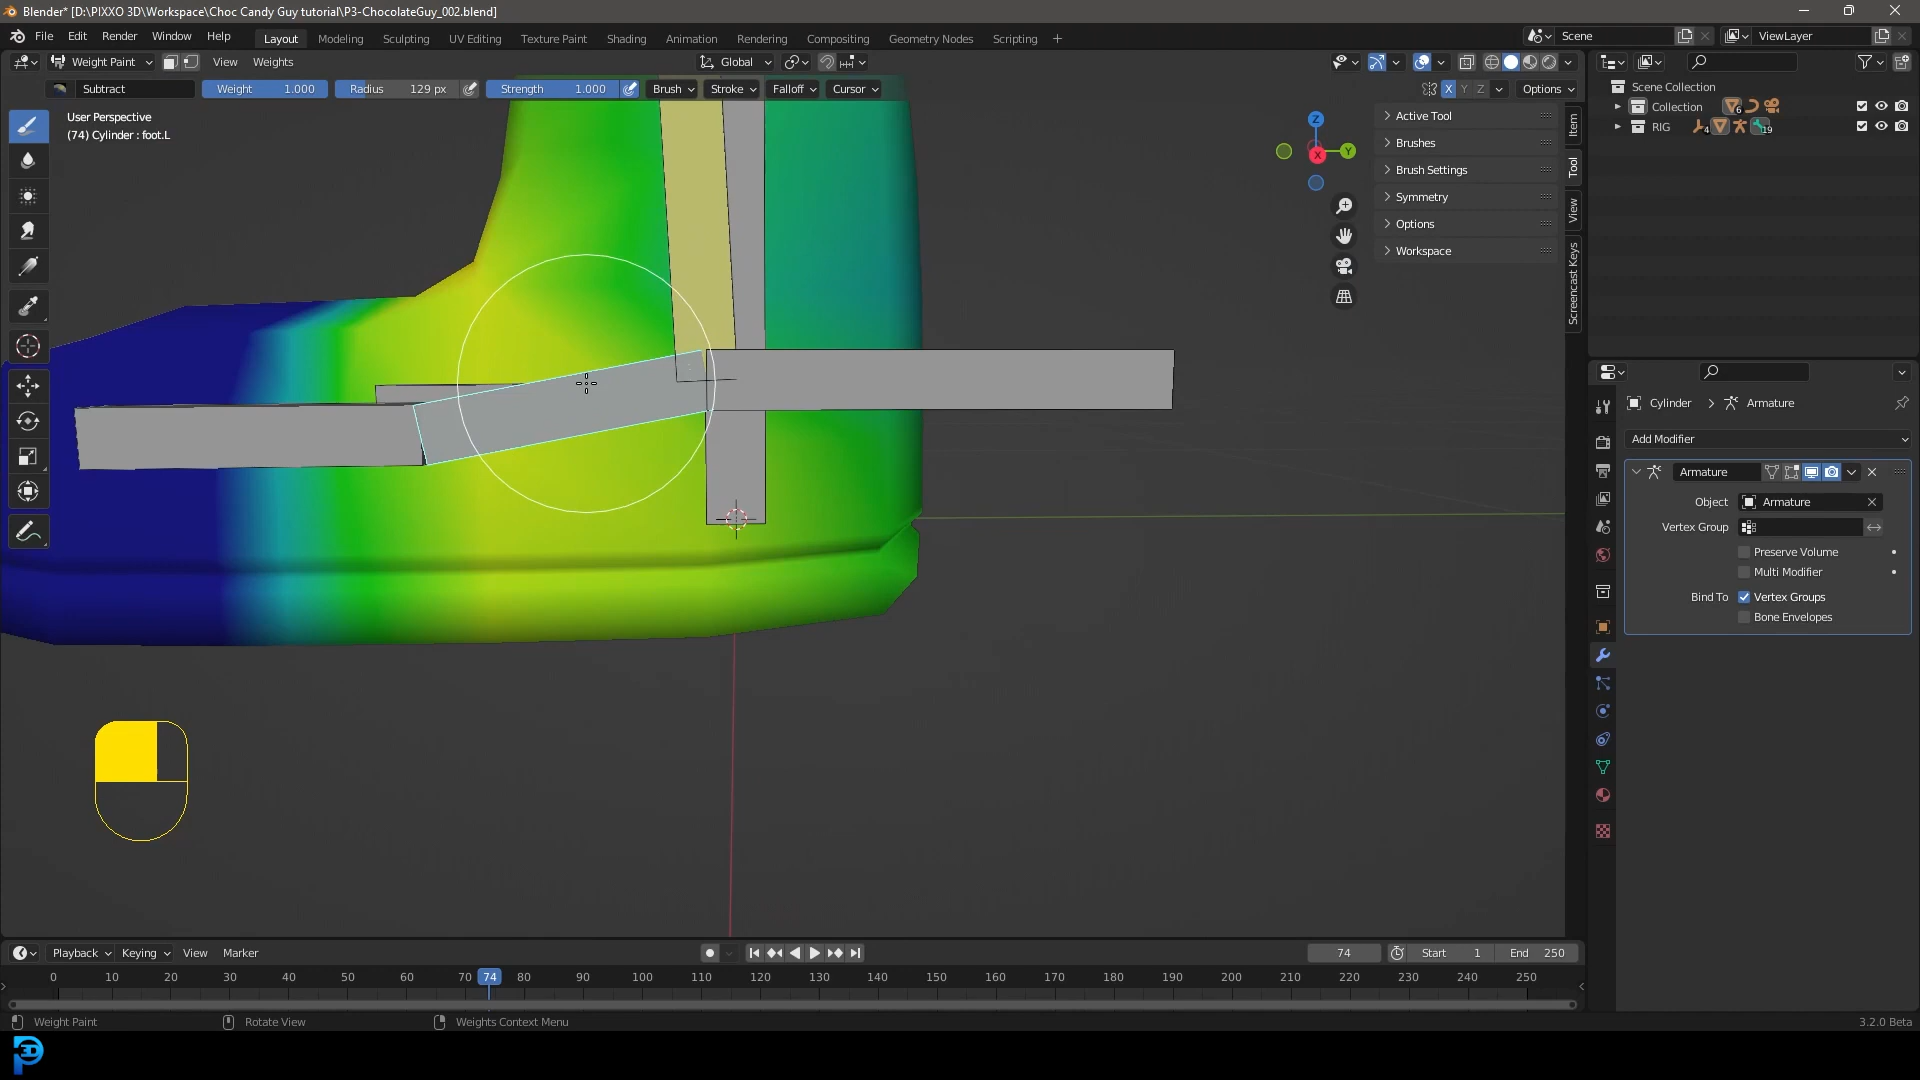 Blender* [D:\PIXXO 3D\Workspace\Choc Candy Guy tutorial\P3-ChocolateGuy_002.blend]
File Edit Render Window Help Layout Modeling Sculpting UV Editing Texture Paint Shading Animation Rendering Compositing Geometry Nodes Scripting + Scene ViewLayer
Weight Paint View Weights Global
Subtract Weight 1.000 Radius 129 px Strength 1.000 Brush Stroke Falloff Cursor X Y Z Options
User Perspective
(74) Cylinder : foot.L
Z
Y
X
Active Tool
Brushes
Brush Settings
Symmetry
Options
Workspace
Item
Tool
View
Screencast Keys
Scene Collection
Collection 6
RIG 4 19
Cylinder > Armature
Add Modifier
Armature
Object Armature
Vertex Group
Preserve Volume
Multi Modifier
Bind To Vertex Groups
Bone Envelopes
Playback Keying View Marker 74 Start 1 End 250
0 10 20 30 40 50 60 70 74 80 90 100 110 120 130 140 150 160 170 180 190 200 210 220 230 240 250
Weight Paint Rotate View Weights Context Menu 3.2.0 Beta
3D